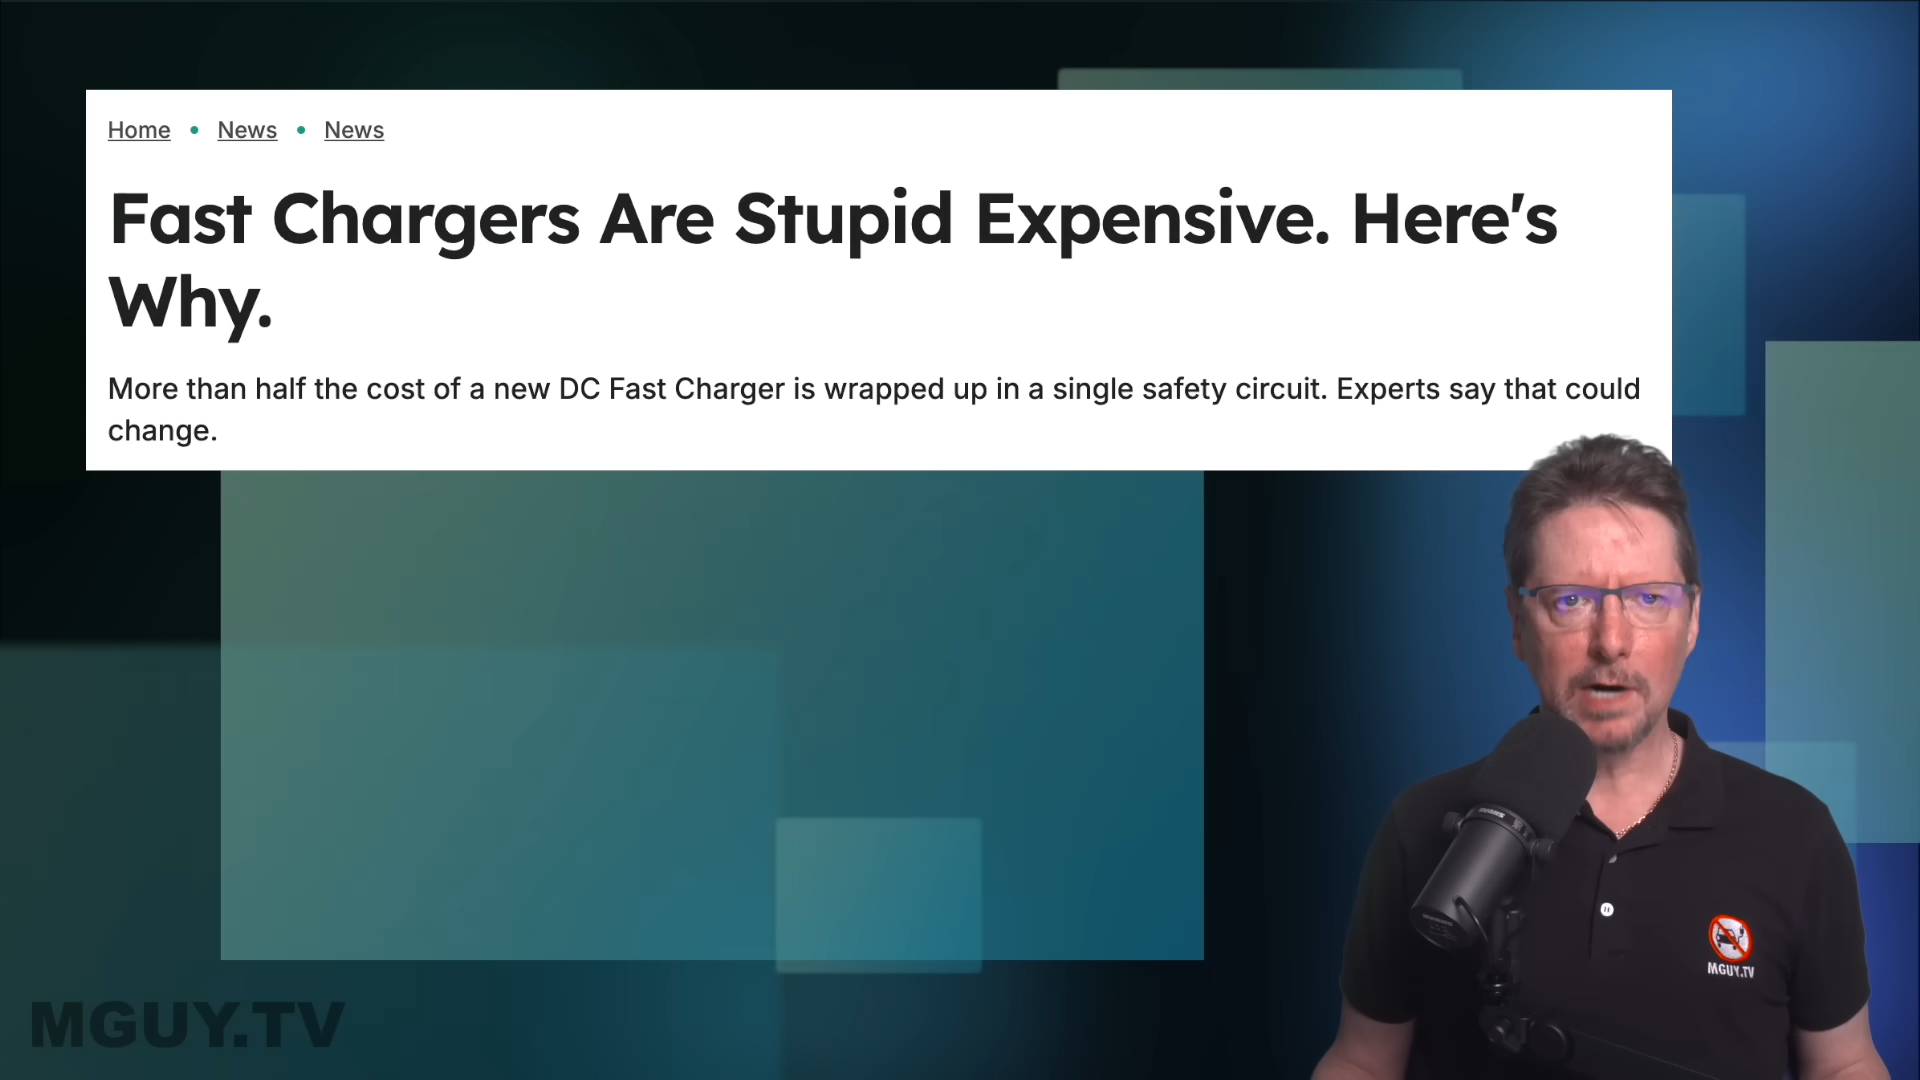 Home • News • News
Fast Chargers Are Stupid Expensive. Here's
Why.
More than half the cost of a new DC Fast Charger is wrapped up in a single safety circuit. Experts say that could
change.
MGUY.TV
MGUY.TV